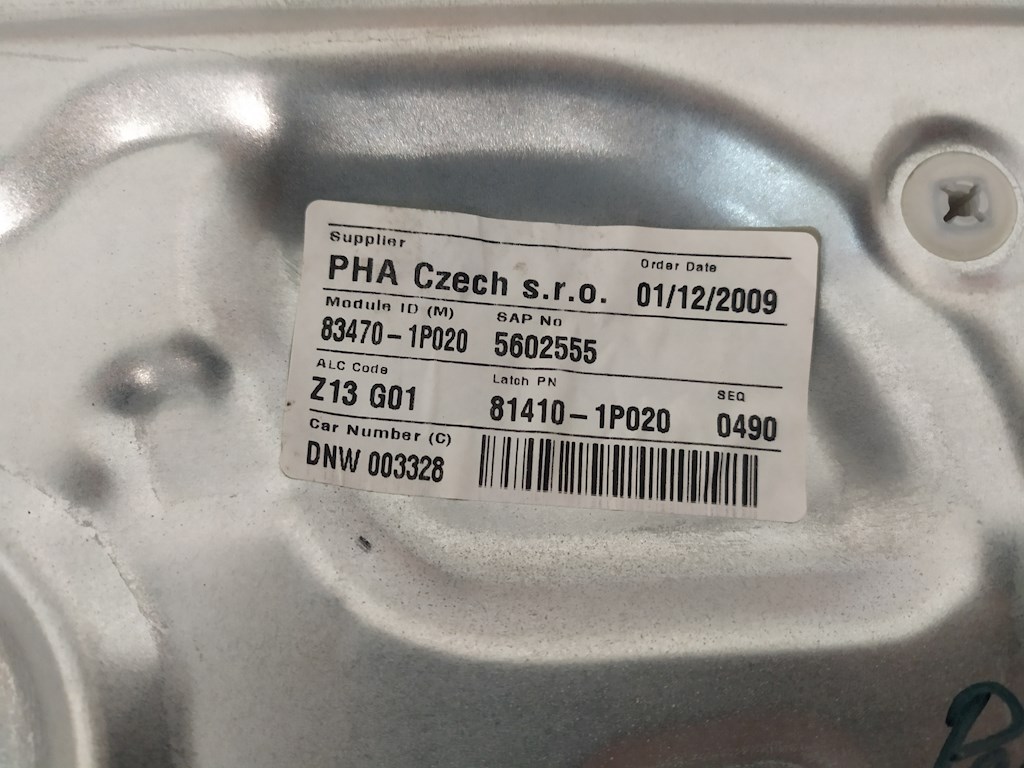 Supplier
Order Date
PHA Czech s.r.o. 01/12/2009
Module ID (M) SAP No
83470-1P020 5602555
ALC Code Latch PN SEQ
Z13 G01 81410-1P020 0490
Car Number (C)
DNW 003328